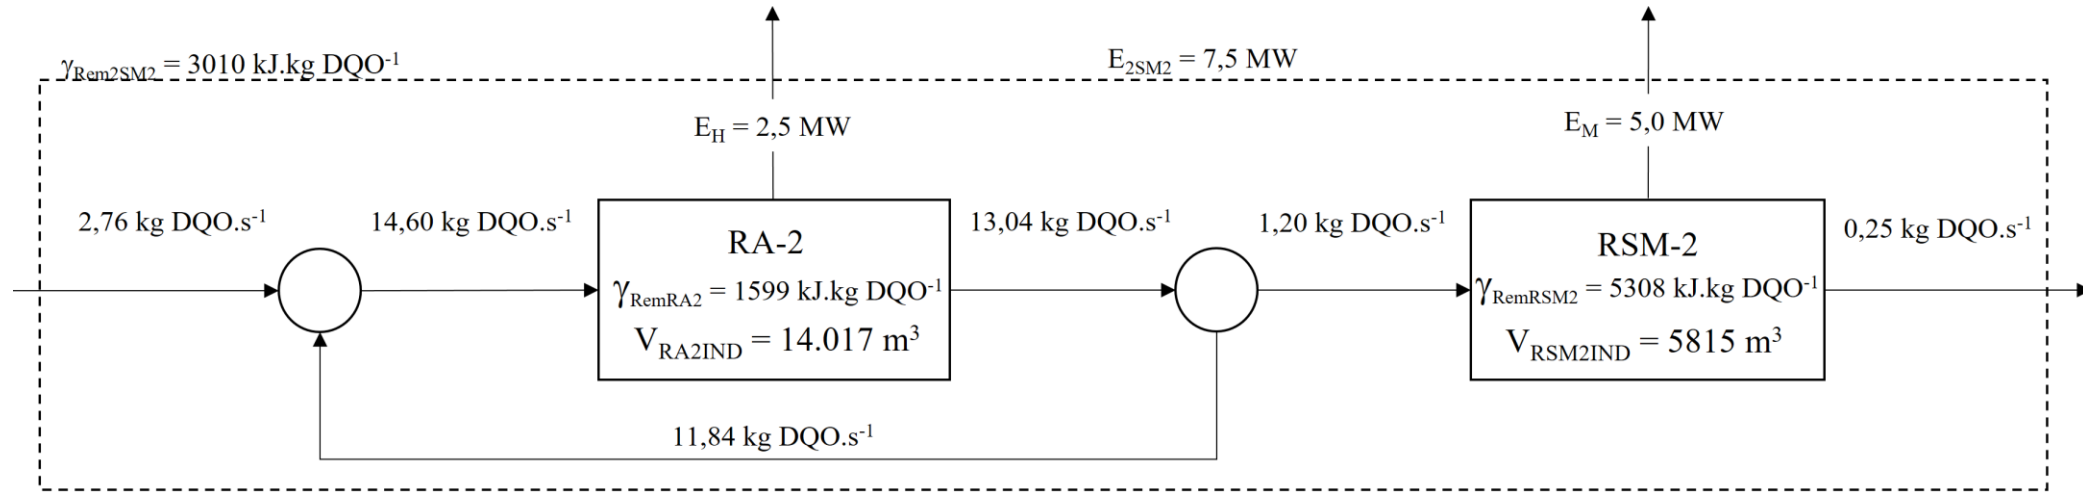 γRem2SM2 = 3010 kJ.kg DQO⁻¹
E2SM2 = 7,5 MW
EH = 2,5 MW
EM = 5,0 MW
2,76 kg DQO.s⁻¹
14,60 kg DQO.s⁻¹
13,04 kg DQO.s⁻¹
1,20 kg DQO.s⁻¹
0,25 kg DQO.s⁻¹
RA-2
γRemRA2 = 1599 kJ.kg DQO⁻¹
VRA2IND = 14.017 m³
RSM-2
γRemRSM2 = 5308 kJ.kg DQO⁻¹
VRSM2IND = 5815 m³
11,84 kg DQO.s⁻¹